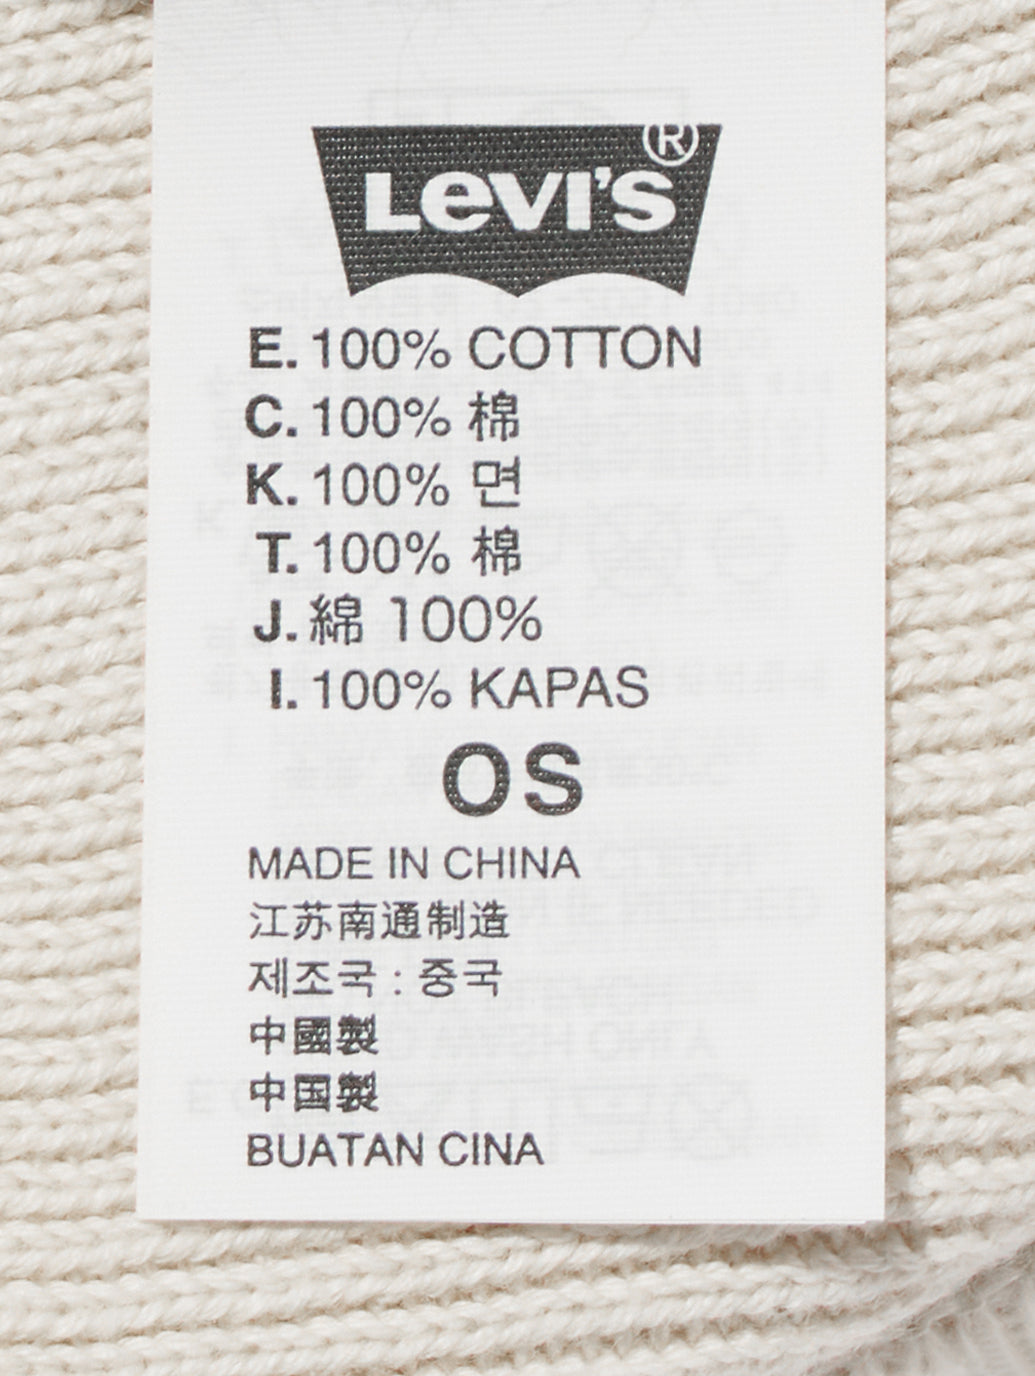 Levi's®
E. 100% COTTON
C. 100% 棉
K. 100% 면
T. 100% 棉
J. 綿 100%
I. 100% KAPAS
OS
MADE IN CHINA
江苏南通制造
제조국 : 중국
中國製
中国製
BUATAN CINA